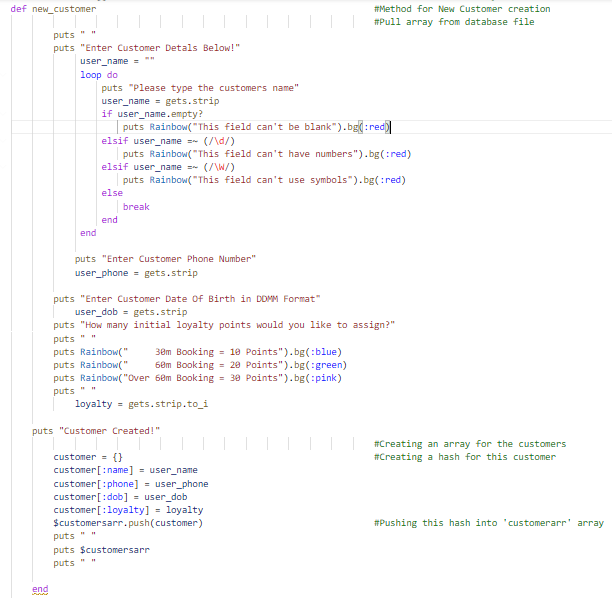 def new_customer #Method for New Customer creation
#Pull array from database file
puts " "
puts "Enter Customer Detals Below!"
user_name = ""
loop do
puts "Please type the customers name"
user_name = gets.strip
if user_name.empty?
puts Rainbow("This field can't be blank").bg(:red)
elsif user_name =~ (/\d/)
puts Rainbow("This field can't have numbers").bg(:red)
elsif user_name =~ (/\W/)
puts Rainbow("This field can't use symbols").bg(:red)
else
break
end
end
puts "Enter Customer Phone Number"
user_phone = gets.strip
puts "Enter Customer Date Of Birth in DDMM Format"
user_dob = gets.strip
puts "How many initial loyalty points would you like to assign?"
puts " "
puts Rainbow("     30m Booking = 10 Points").bg(:blue)
puts Rainbow("     60m Booking = 20 Points").bg(:green)
puts Rainbow("Over 60m Booking = 30 Points").bg(:pink)
puts " "
loyalty = gets.strip.to_i
puts "Customer Created!"
#Creating an array for the customers
customer = {} #Creating a hash for this customer
customer[:name] = user_name
customer[:phone] = user_phone
customer[:dob] = user_dob
customer[:loyalty] = loyalty
$customersarr.push(customer) #Pushing this hash into 'customerarr' array
puts " "
puts $customersarr
puts " "
end